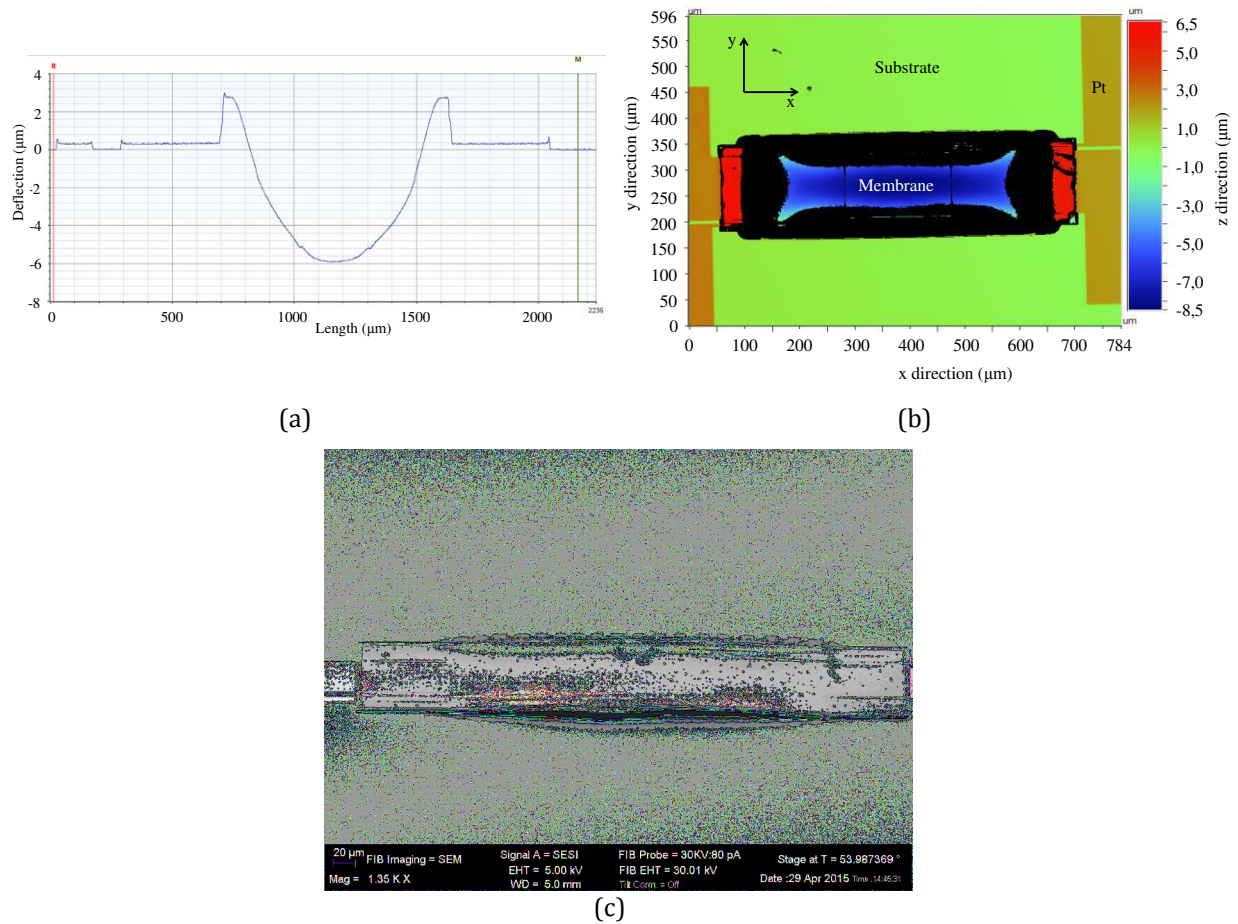 R
M
4
2
0
-2
-4
-6
-8
Deflection (µm)
0
500
1000
1500
2000
2236
Length (µm)
(a)
um
596
550
500
450
400
350
300
250
200
150
100
50
0
y direction (µm)
y
x
Substrate
Pt
Membrane
0
100
200
300
400
500
600
700
784
x direction (µm)
um
6,5
5,0
3,0
1,0
-1,0
-3,0
-5,0
-7,0
-8,5
um
z direction (µm)
(b)
20 µm
FIB Imaging = SEM
Mag = 1.35 K X
Signal A = SESI
EHT = 5.00 kV
WD = 5.0 mm
FIB Probe = 30KV:80 pA
FIB EHT = 30.01 kV
Tilt Corrn. = Off
Stage at T = 53.987369 °
Date :29 Apr 2015 Time :14:45:31
(c)